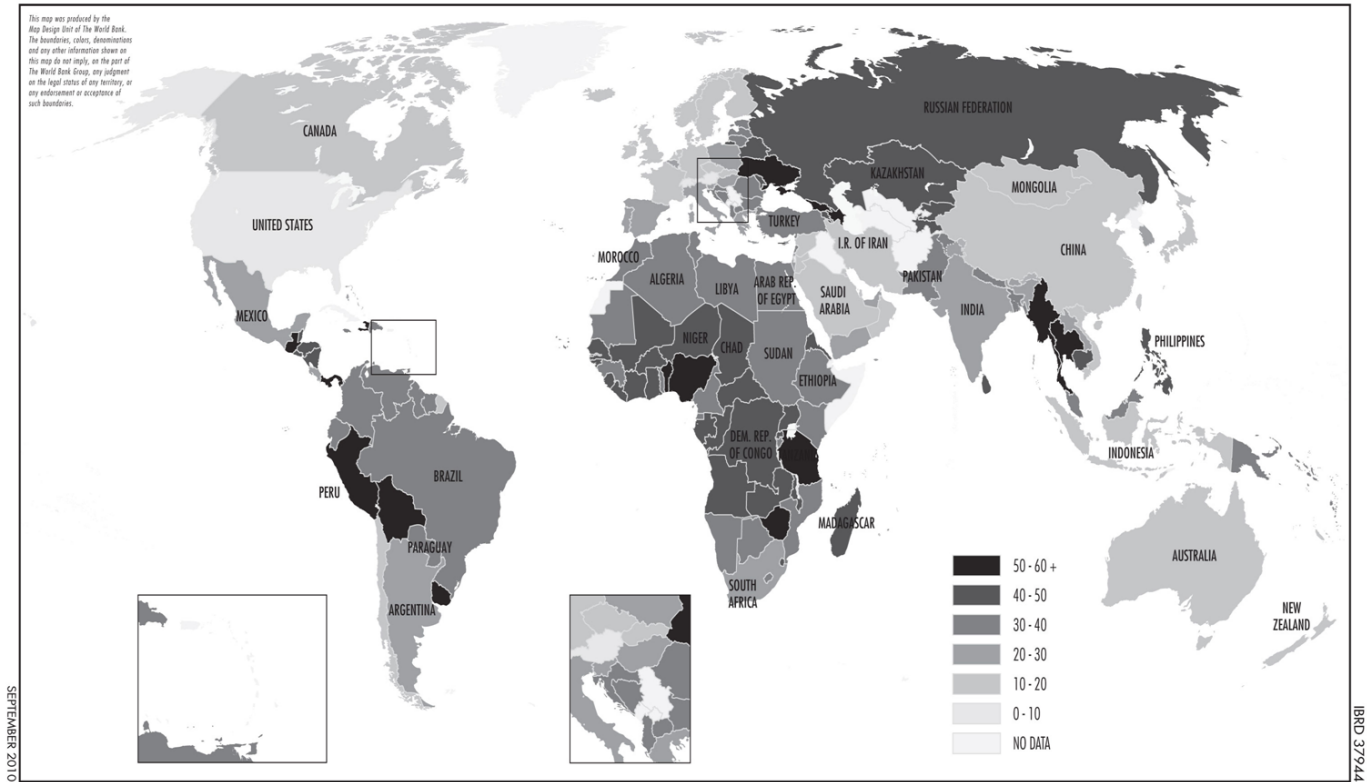 This map was produced by the
Map Design Unit of The World Bank.
The boundaries, colors, denominations
and any other information shown on
this map do not imply, on the part of
The World Bank Group, any judgment
on the legal status of any territory, or
any endorsement or acceptance of
such boundaries.
CANADA
UNITED STATES
MEXICO
PERU
BRAZIL
PARAGUAY
ARGENTINA
RUSSIAN FEDERATION
KAZAKHSTAN
MONGOLIA
CHINA
TURKEY
I.R. OF IRAN
PAKISTAN
INDIA
SAUDI
ARABIA
MOROCCO
ALGERIA
LIBYA
ARAB REP.
OF EGYPT
NIGER
CHAD
SUDAN
ETHIOPIA
DEM. REP.
OF CONGO
MADAGASCAR
SOUTH
AFRICA
PHILIPPINES
INDONESIA
AUSTRALIA
NEW
ZEALAND
50 - 60 +
40 - 50
30 - 40
20 - 30
10 - 20
0 - 10
NO DATA
SEPTEMBER 2010
IBRD 37944